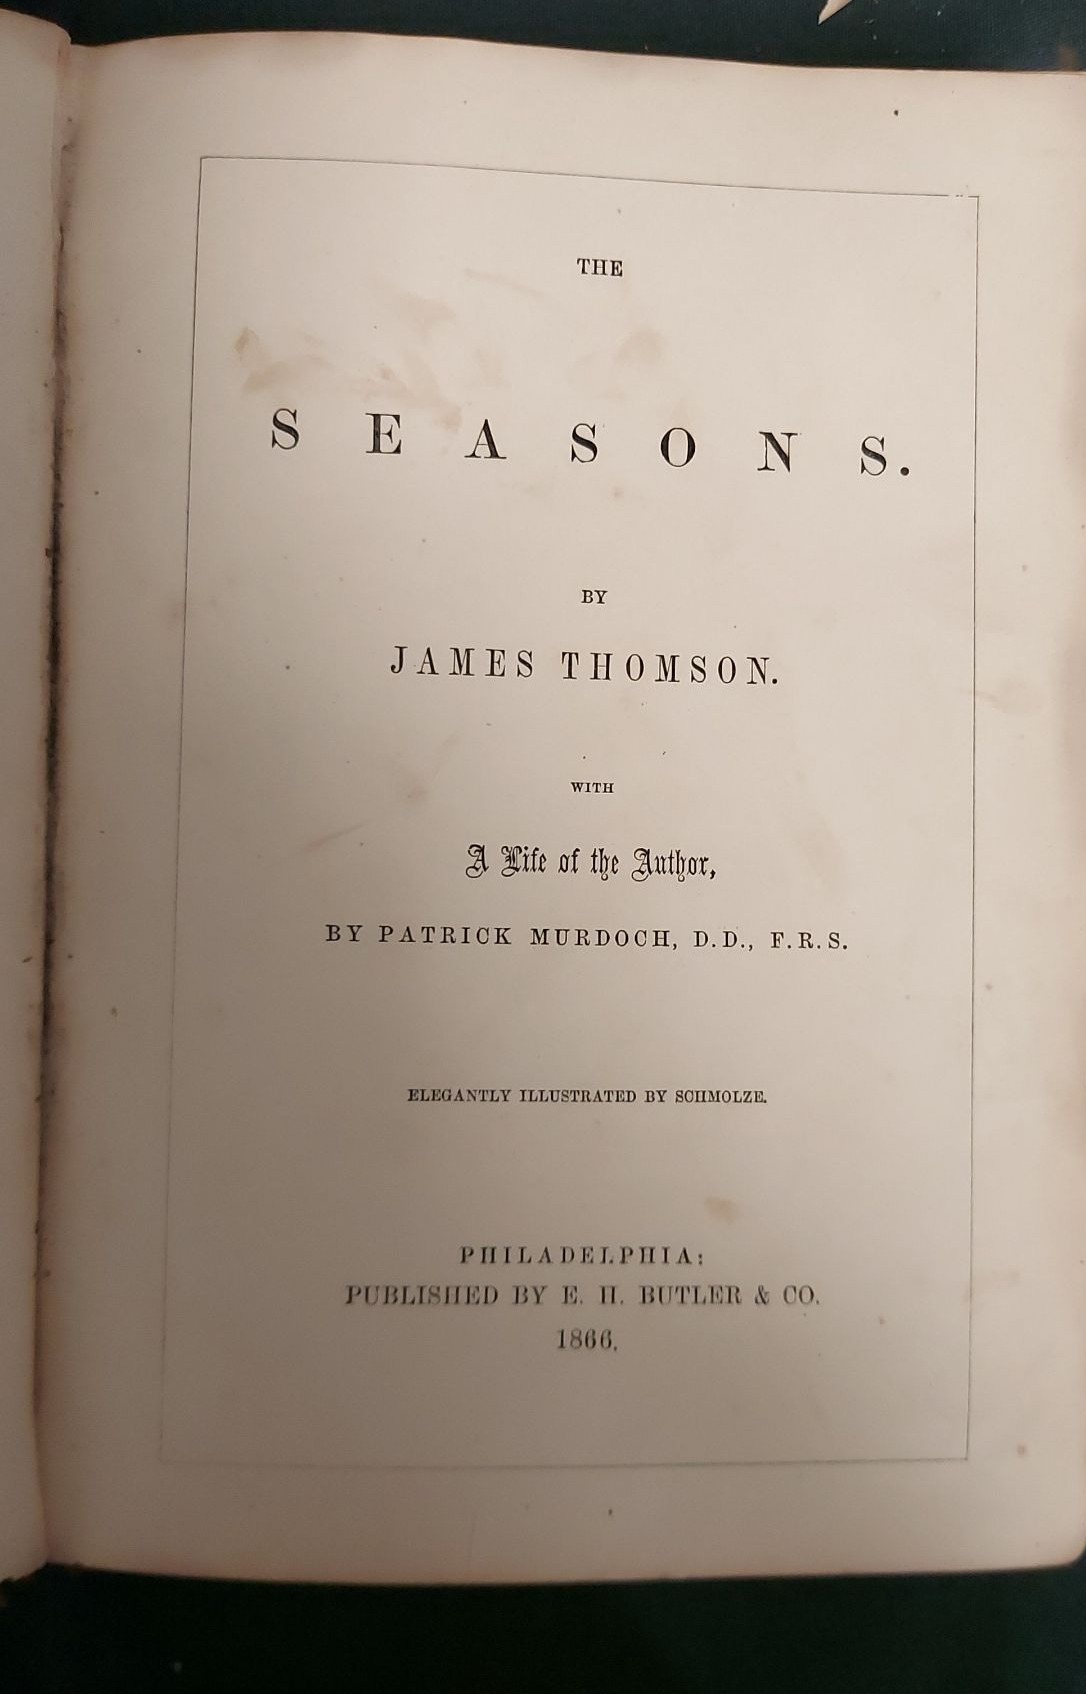 THE
SEASONS.
BY
JAMES THOMSON.
WITH
A Life of the Author,
BY PATRICK MURDOCH, D.D., F.R.S.
ELEGANTLY ILLUSTRATED BY SCHMOLZE.
PHILADELPHIA:
PUBLISHED BY E. H. BUTLER & CO.
1866.